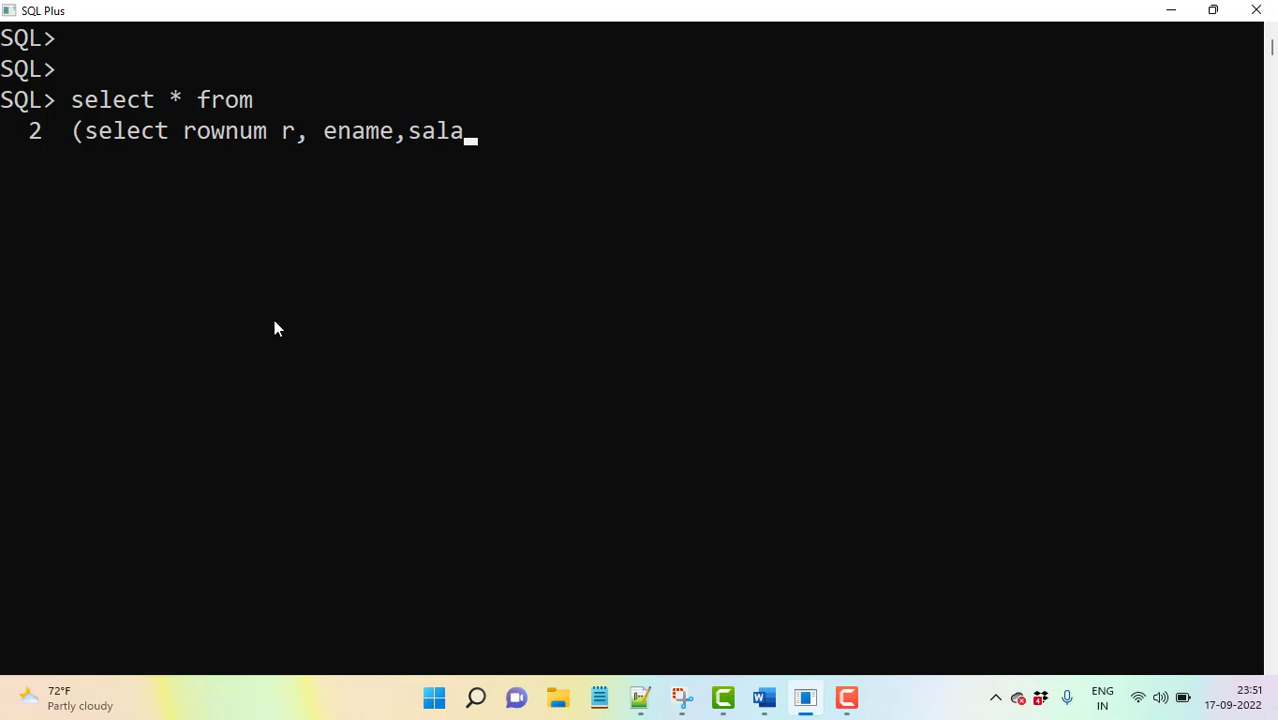 SQL Plus
SQL>
SQL>
SQL> select * from
2 (select rownum r, ename,sala
72°F
Partly cloudy
4
ENG
IN
23:51
17-09-2022